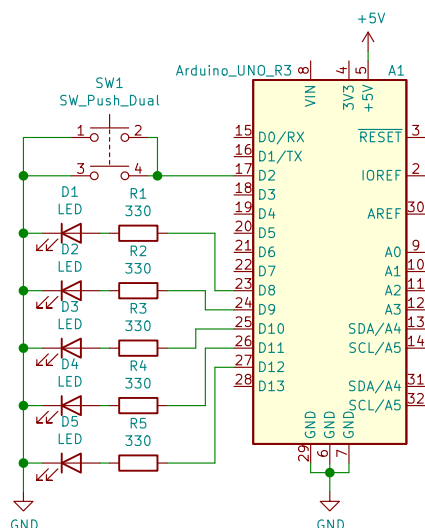 +5V
Arduino_UNO_R3
A1
SW1
SW_Push_Dual
1 2
3 4
8 VIN
4 3V3
5 +5V
15 D0/RX
16 D1/TX
17 D2
18 D3
19 D4
20 D5
21 D6
22 D7
23 D8
24 D9
25 D10
26 D11
27 D12
28 D13
RESET 3
IOREF 2
AREF 30
A0 9
A1 10
A2 11
A3 12
SDA/A4 13
SCL/A5 14
SDA/A4 31
SCL/A5 32
GND 29
GND 6
GND 7
D1
LED
R1
330
D2
LED
R2
330
D3
LED
R3
330
D4
LED
R4
330
D5
LED
R5
330
GND
GND